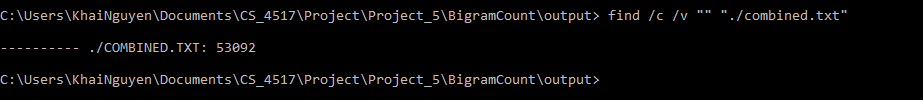 C:\Users\KhaiNguyen\Documents\CS_4517\Project\Project_5\BigramCount\output> find /c /v "" "./combined.txt"
---------- ./COMBINED.TXT: 53092
C:\Users\KhaiNguyen\Documents\CS_4517\Project\Project_5\BigramCount\output>